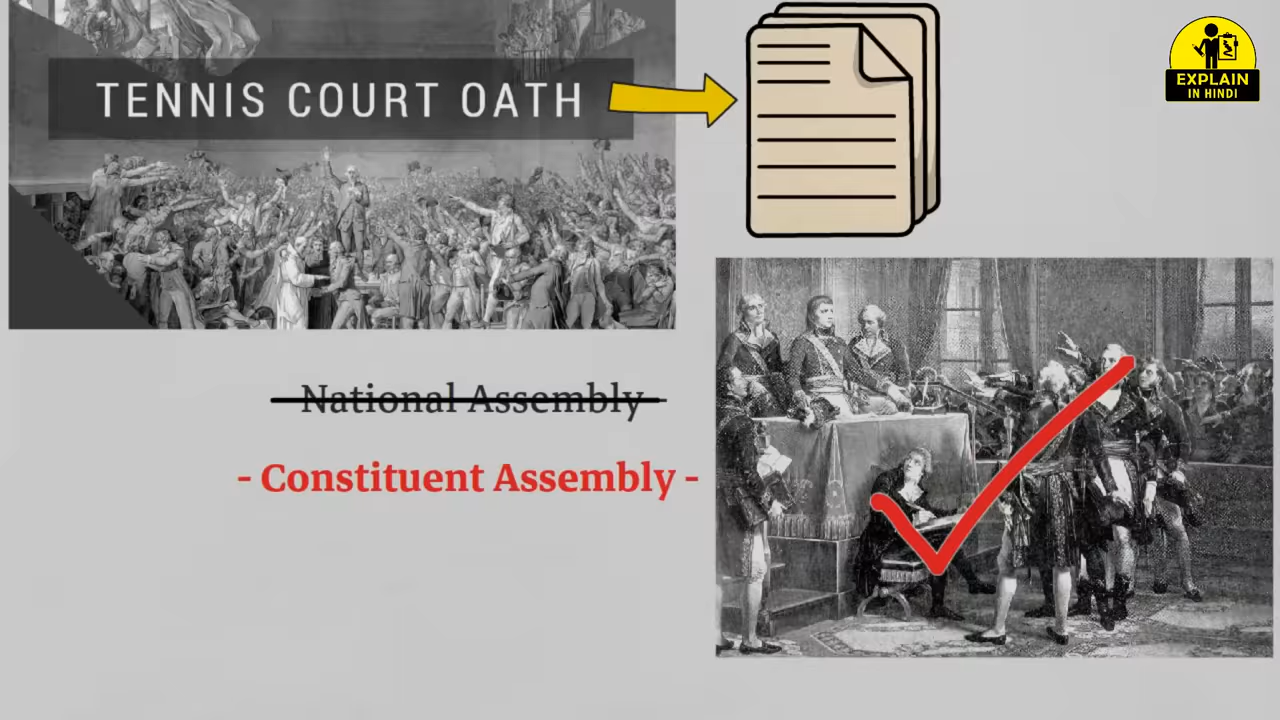 TENNIS COURT OATH
EXPLAIN
IN HINDI
National Assembly
- Constituent Assembly -